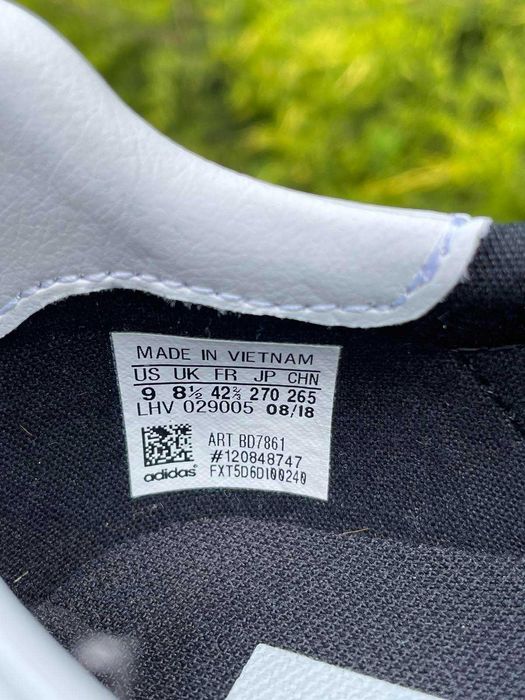 MADE IN VIETNAM
US UK FR JP CHN
9 8½ 42⅔ 270 265
LHV 029005 08/18
ART BD7861
#120848747
adidas® FXT5D6DI00240